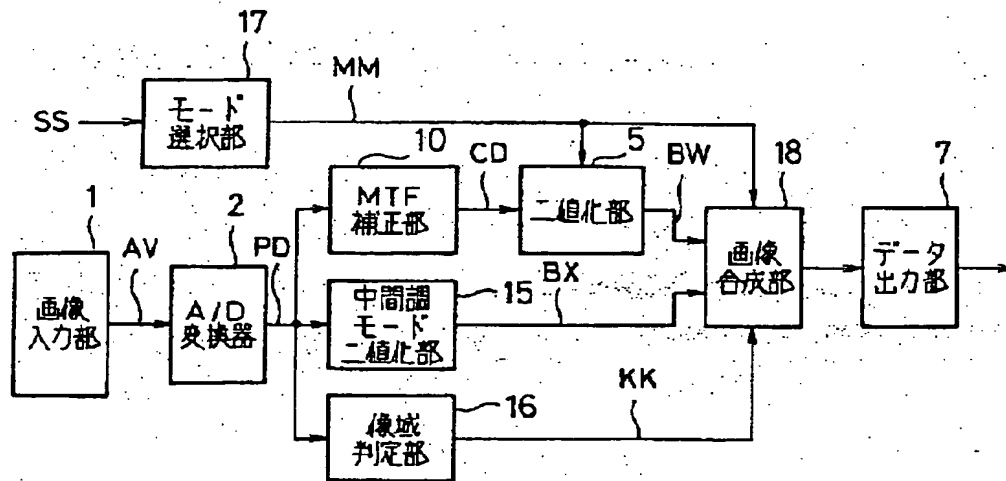 17
MM
SS
モード
選択部
10
CD
5
BW
18
7
MTF
補正部
二値化部
1
AV
2
PD
画像
入力部
A/D
変換器
中間調
モード
二値化部
15
BX
画像
合成部
データ
出力部
16
KK
像域
判定部